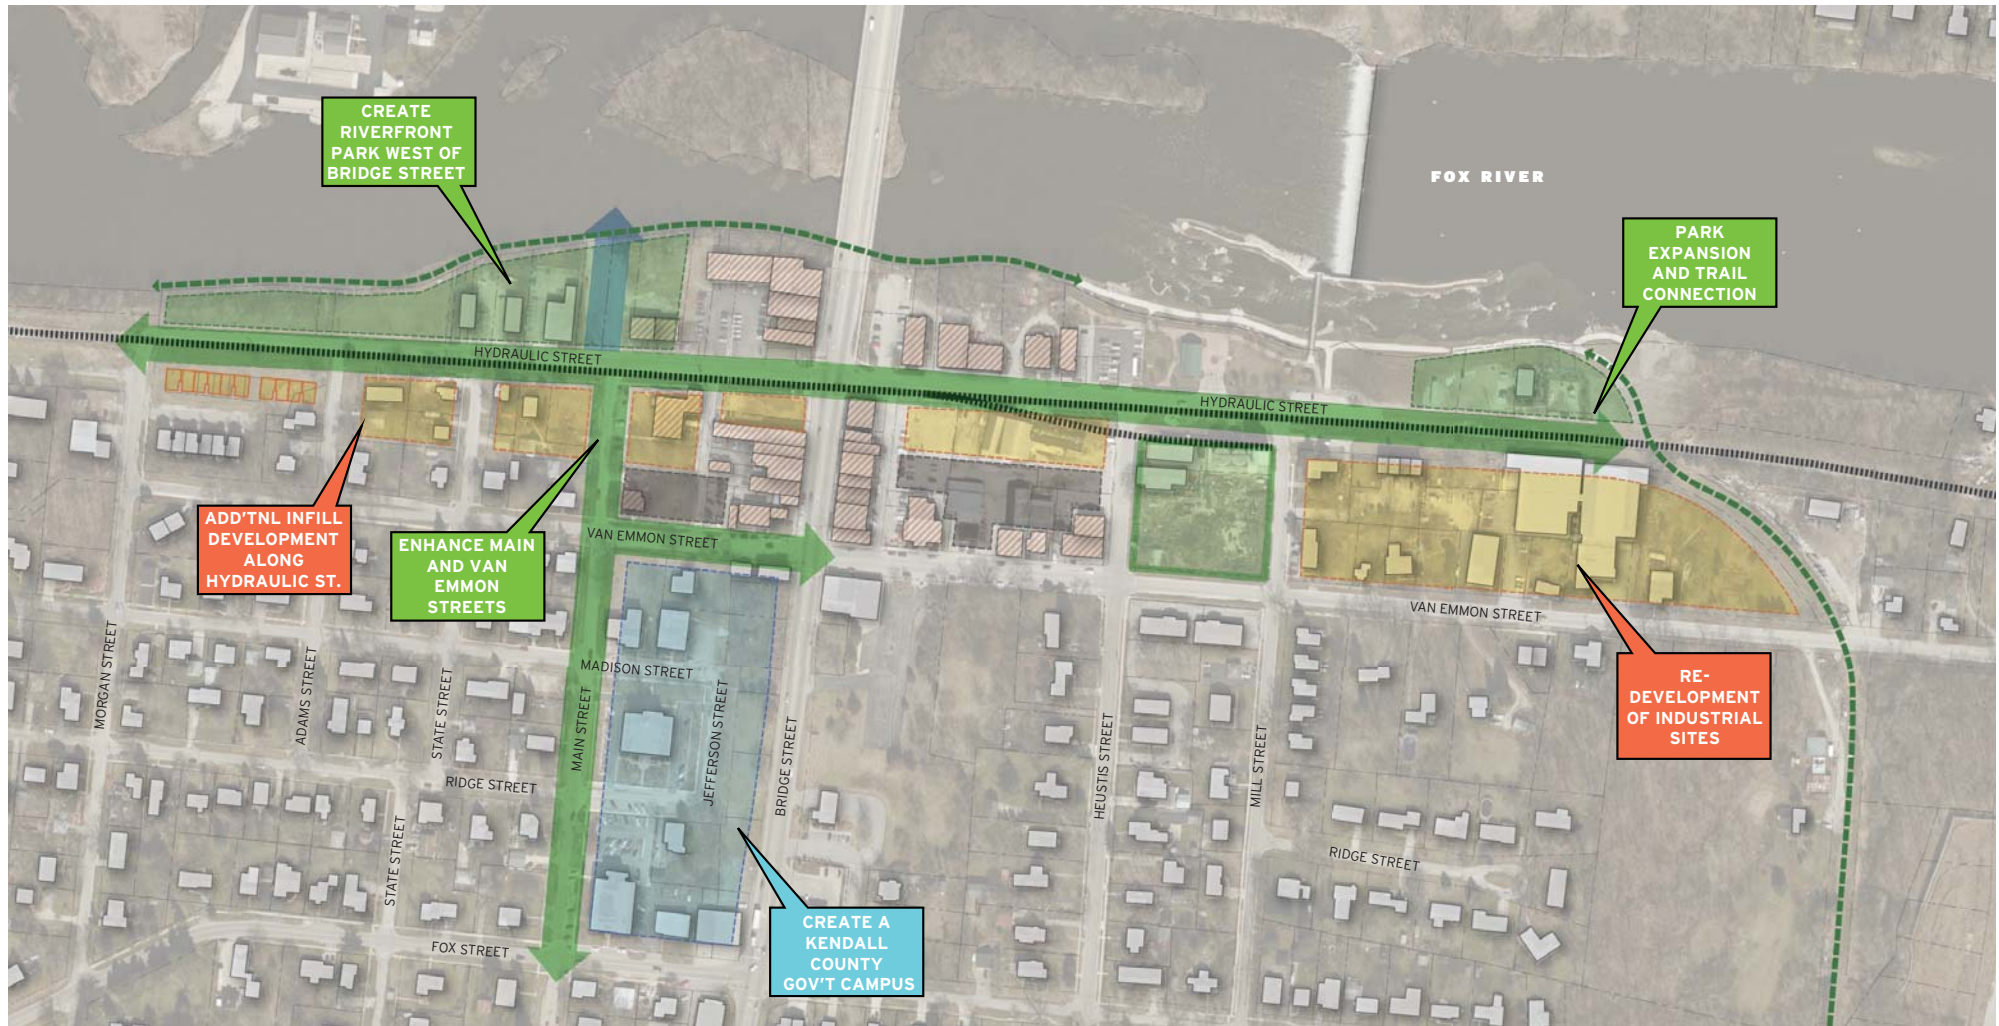 CREATE
RIVERFRONT
PARK WEST OF
BRIDGE STREET
FOX RIVER
PARK
EXPANSION
AND TRAIL
CONNECTION
HYDRAULIC STREET
HYDRAULIC STREET
ADD'TNL INFILL
DEVELOPMENT
ALONG
HYDRAULIC ST.
ENHANCE MAIN
AND VAN
EMMON
STREETS
VAN EMMON STREET
VAN EMMON STREET
MORGAN STREET
ADAMS STREET
STATE STREET
MAIN STREET
MADISON STREET
JEFFERSON STREET
BRIDGE STREET
HEUSTIS STREET
MILL STREET
RE-
DEVELOPMENT
OF INDUSTRIAL
SITES
RIDGE STREET
STATE STREET
RIDGE STREET
FOX STREET
CREATE A
KENDALL
COUNTY
GOV'T CAMPUS